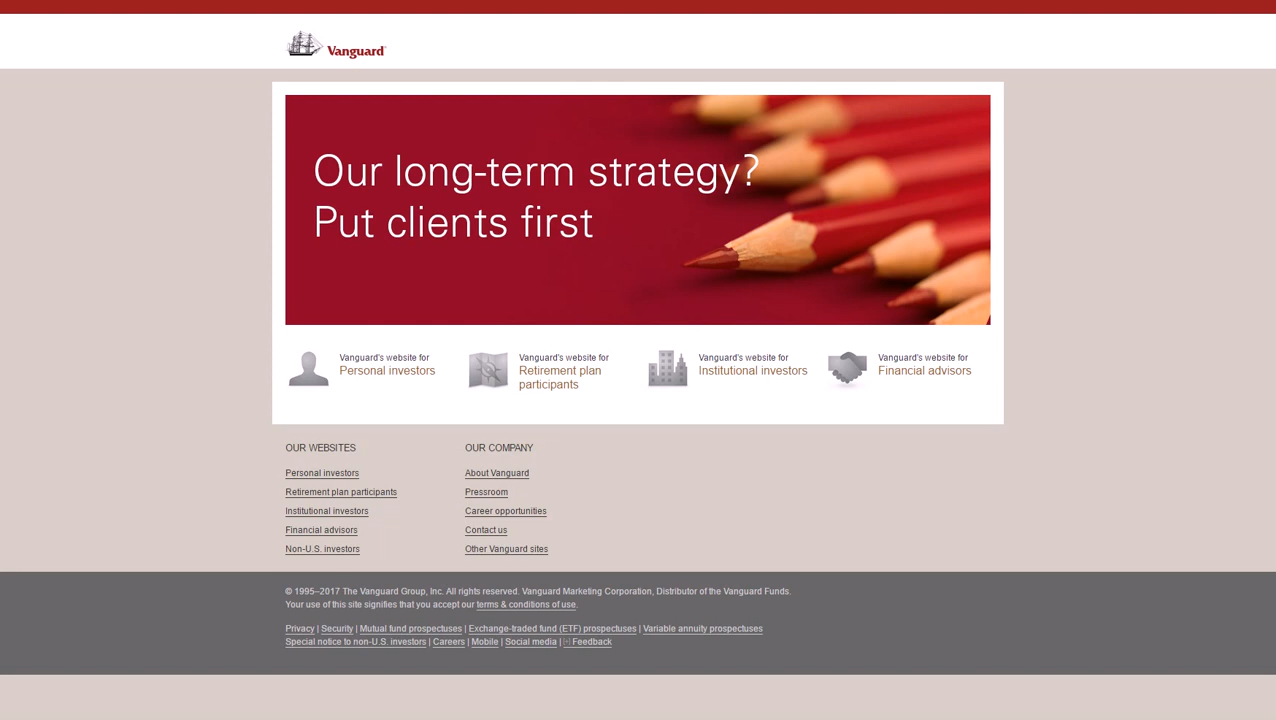 Vanguard
Our long-term strategy?
Put clients first
Vanguard's website for
Personal investors
Vanguard's website for
Retirement plan
participants
Vanguard's website for
Institutional investors
Vanguard's website for
Financial advisors
OUR WEBSITES
Personal investors
Retirement plan participants
Institutional investors
Financial advisors
Non-U.S. investors
OUR COMPANY
About Vanguard
Pressroom
Career opportunities
Contact us
Other Vanguard sites
© 1995–2017 The Vanguard Group, Inc. All rights reserved. Vanguard Marketing Corporation, Distributor of the Vanguard Funds.
Your use of this site signifies that you accept our terms & conditions of use.
Privacy | Security | Mutual fund prospectuses | Exchange-traded fund (ETF) prospectuses | Variable annuity prospectuses
Special notice to non-U.S. investors | Careers | Mobile | Social media | [+] Feedback